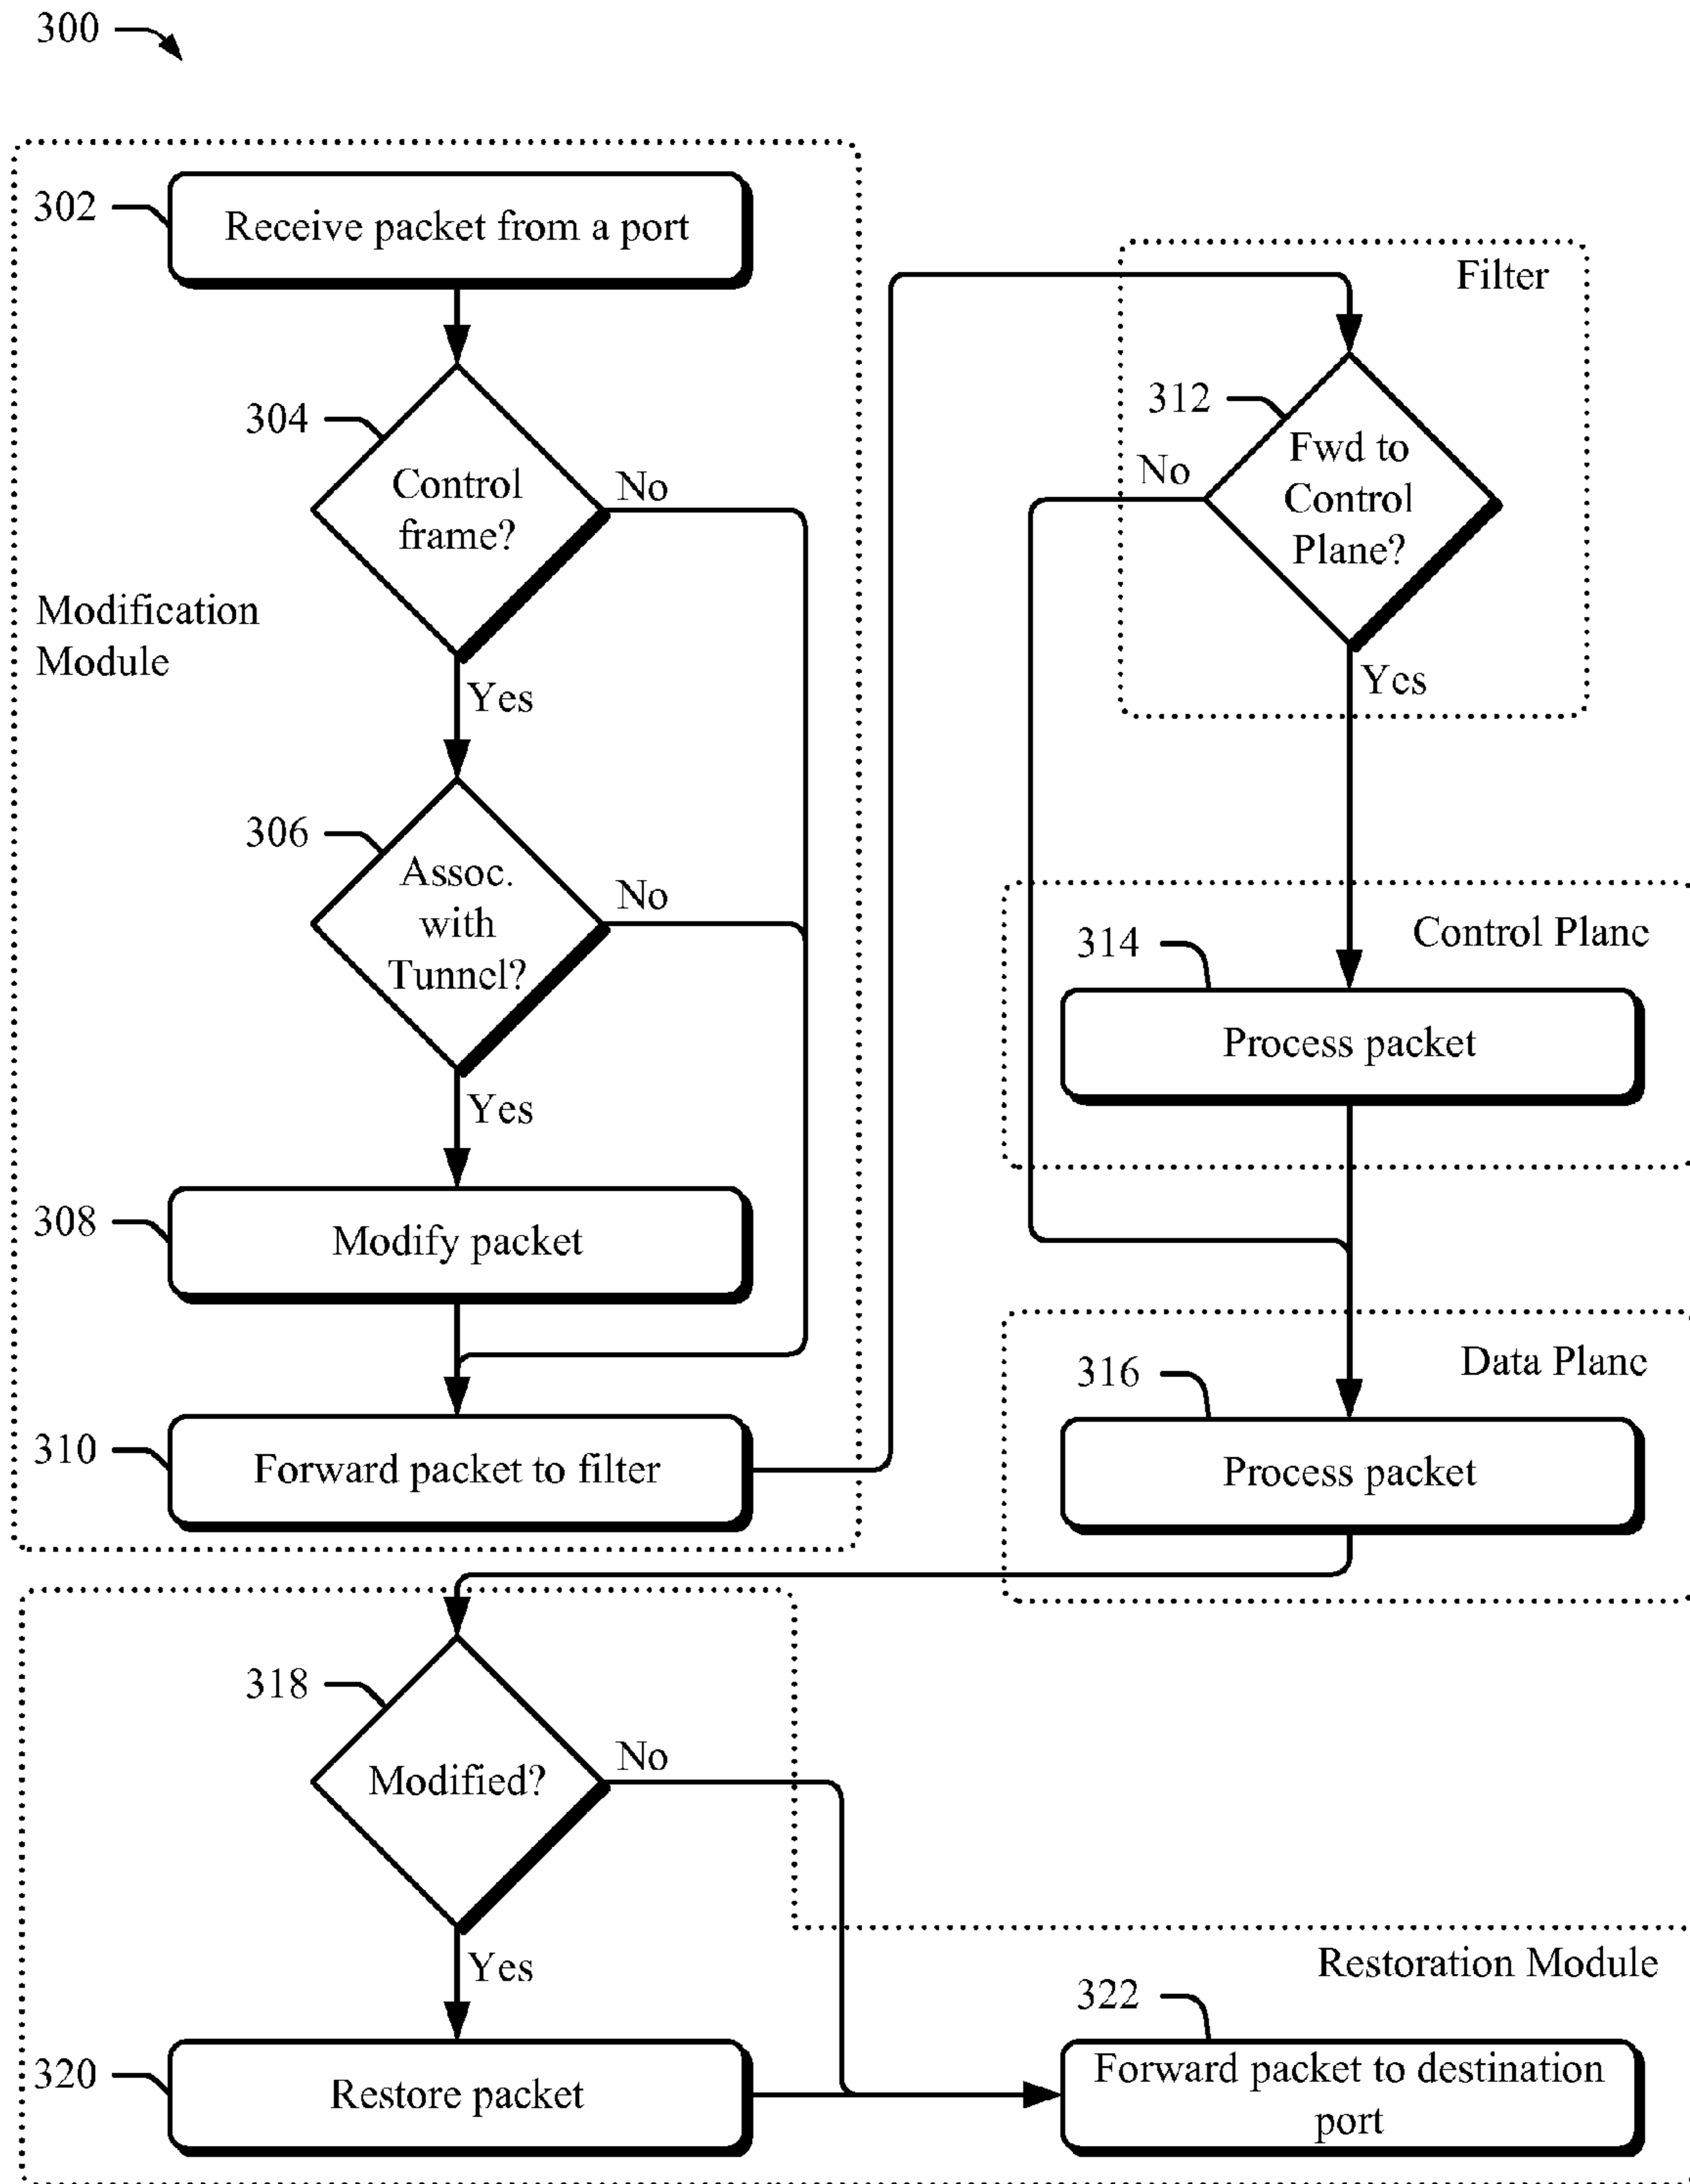 300
302
Receive packet from a port
304
Control
frame?
No
Yes
Modification
Module
306
Assoc.
with
Tunnel?
No
Yes
308
Modify packet
310
Forward packet to filter
Filter
312
Fwd to
Control
Plane?
No
Yes
Control Plane
314
Process packet
Data Plane
316
Process packet
318
Modified?
No
Yes
320
Restore packet
Restoration Module
322
Forward packet to destination
port